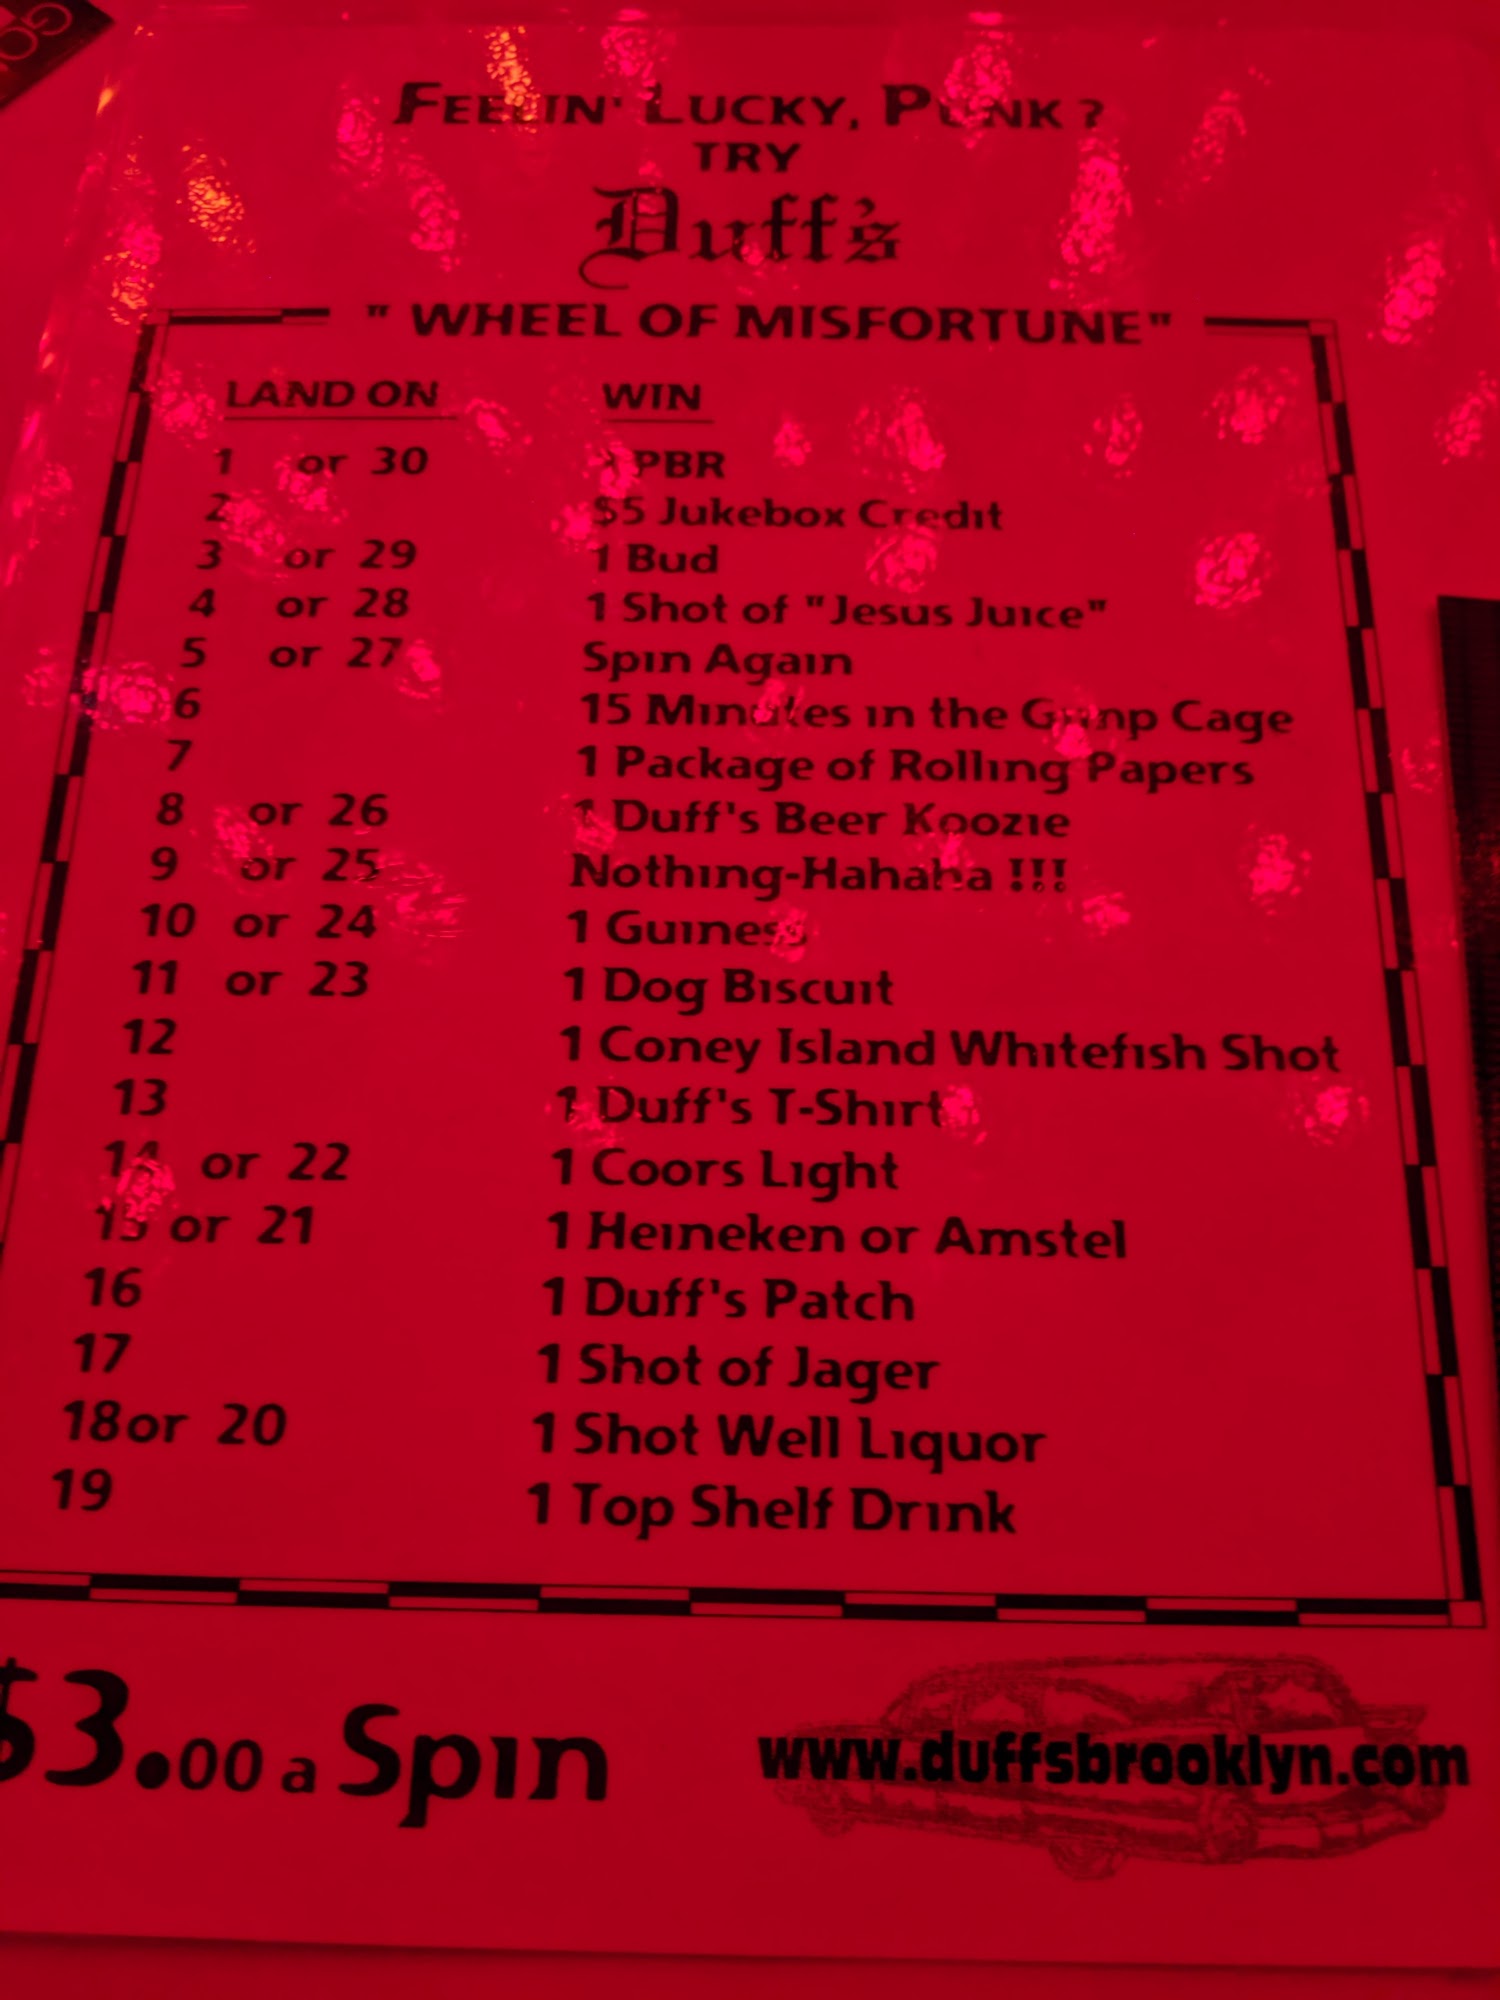 GO
FEELIN' LUCKY, PUNK ?
TRY
Duff's
" WHEEL OF MISFORTUNE"
LAND ON WIN
1 or 30 1 PBR
2 $5 Jukebox Credit
3 or 29 1 Bud
4 or 28 1 Shot of "Jesus Juice"
5 or 27 Spin Again
6 15 Minutes in the Gimp Cage
7 1 Package of Rolling Papers
8 or 26 1 Duff's Beer Koozie
9 or 25 Nothing-Hahaha !!!
10 or 24 1 Guiness
11 or 23 1 Dog Biscuit
12 1 Coney Island Whitefish Shot
13 1 Duff's T-Shirt
14 or 22 1 Coors Light
15 or 21 1 Heineken or Amstel
16 1 Duff's Patch
17 1 Shot of Jager
18or 20 1 Shot Well Liquor
19 1 Top Shelf Drink
$3.00 a Spin
www.duffsbrooklyn.com